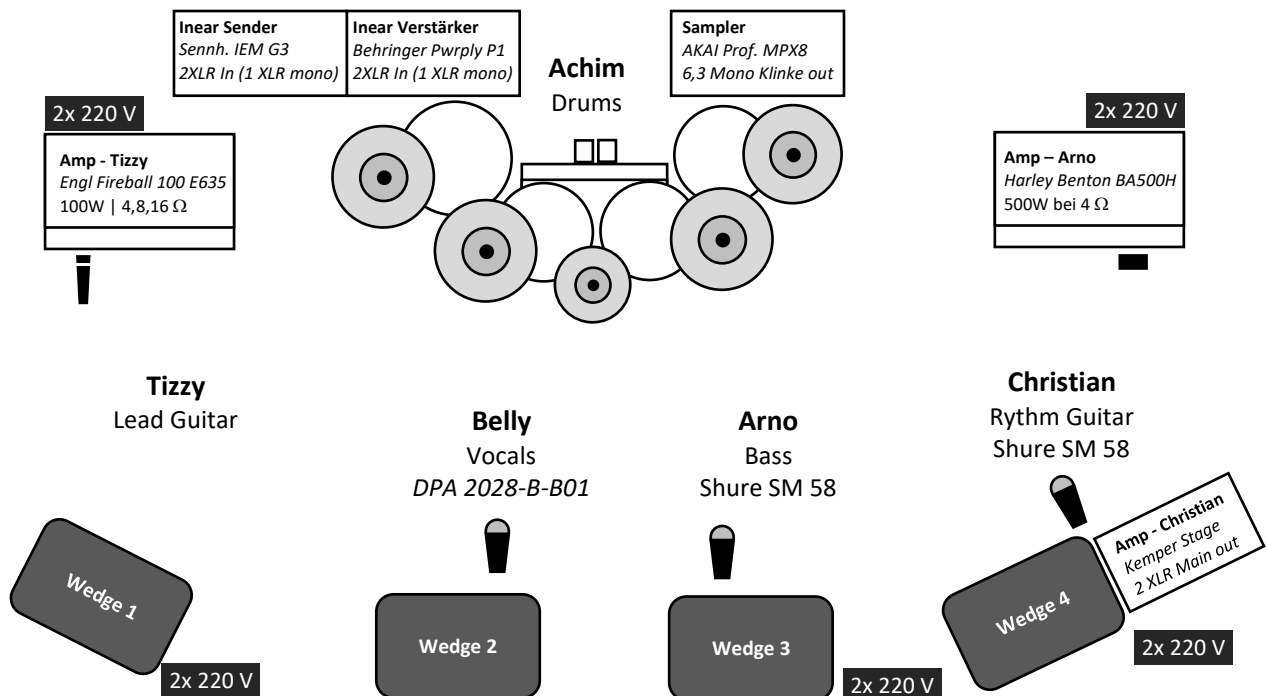 Inear Sender
Sennh. IEM G3
2XLR In (1 XLR mono)
Inear Verstärker
Behringer Pwrply P1
2XLR In (1 XLR mono)
Achim
Drums
Sampler
AKAI Prof. MPX8
6,3 Mono Klinke out
2x 220 V
Amp - Tizzy
Engl Fireball 100 E635
100W | 4,8,16 Ω
2x 220 V
Amp – Arno
Harley Benton BA500H
500W bei 4 Ω
Tizzy
Lead Guitar
Belly
Vocals
DPA 2028-B-B01
Arno
Bass
Shure SM 58
Christian
Rythm Guitar
Shure SM 58
Amp - Christian
Kemper Stage
2 XLR Main out
Wedge 1
Wedge 2
Wedge 3
Wedge 4
2x 220 V
2x 220 V
2x 220 V